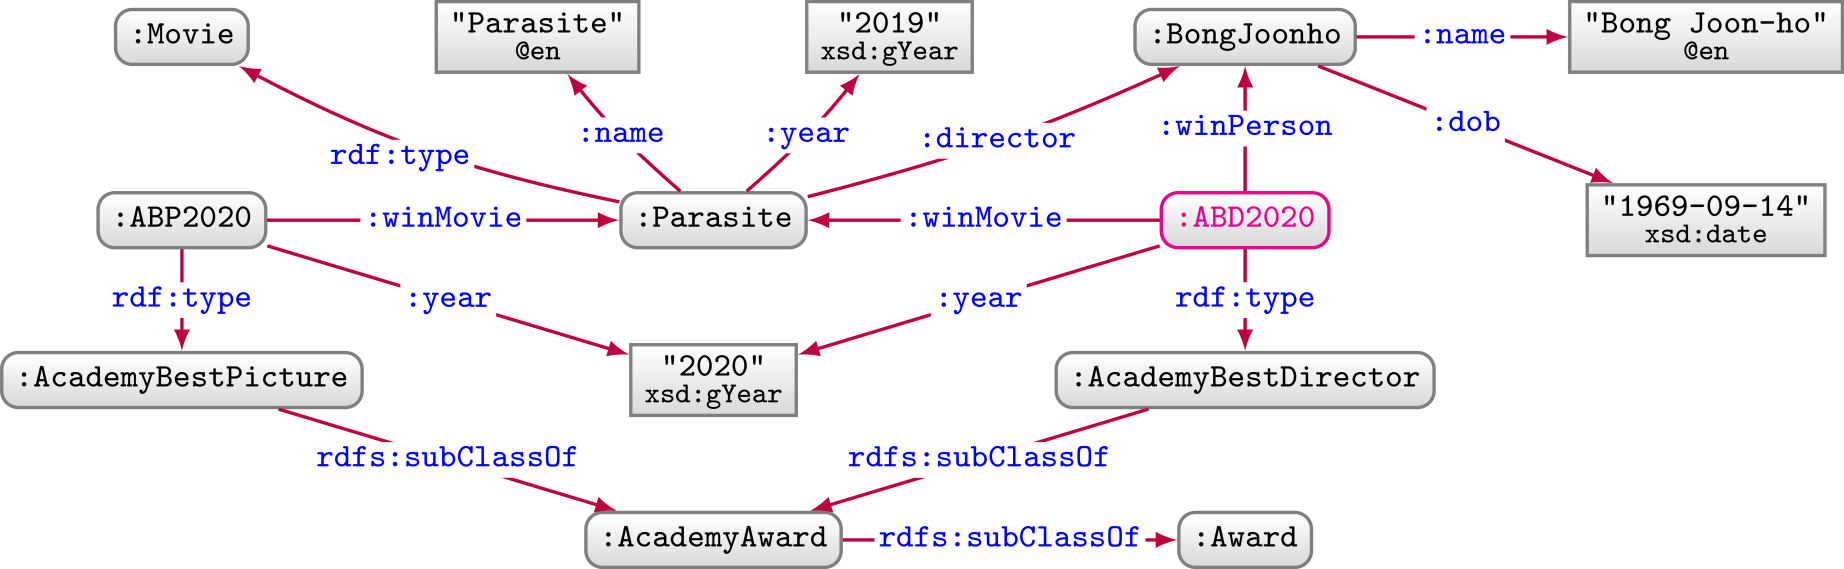 :Movie
"Parasite"
@en
"2019"
xsd:gYear
:BongJoonho
:name
"Bong Joon-ho"
@en
rdf:type
:name
:year
:director
:winPerson
:dob
:ABP2020
:winMovie
:Parasite
:winMovie
:ABD2020
"1969-09-14"
xsd:date
rdf:type
:year
:year
rdf:type
:AcademyBestPicture
"2020"
xsd:gYear
:AcademyBestDirector
rdfs:subClassOf
rdfs:subClassOf
:AcademyAward
rdfs:subClassOf
:Award